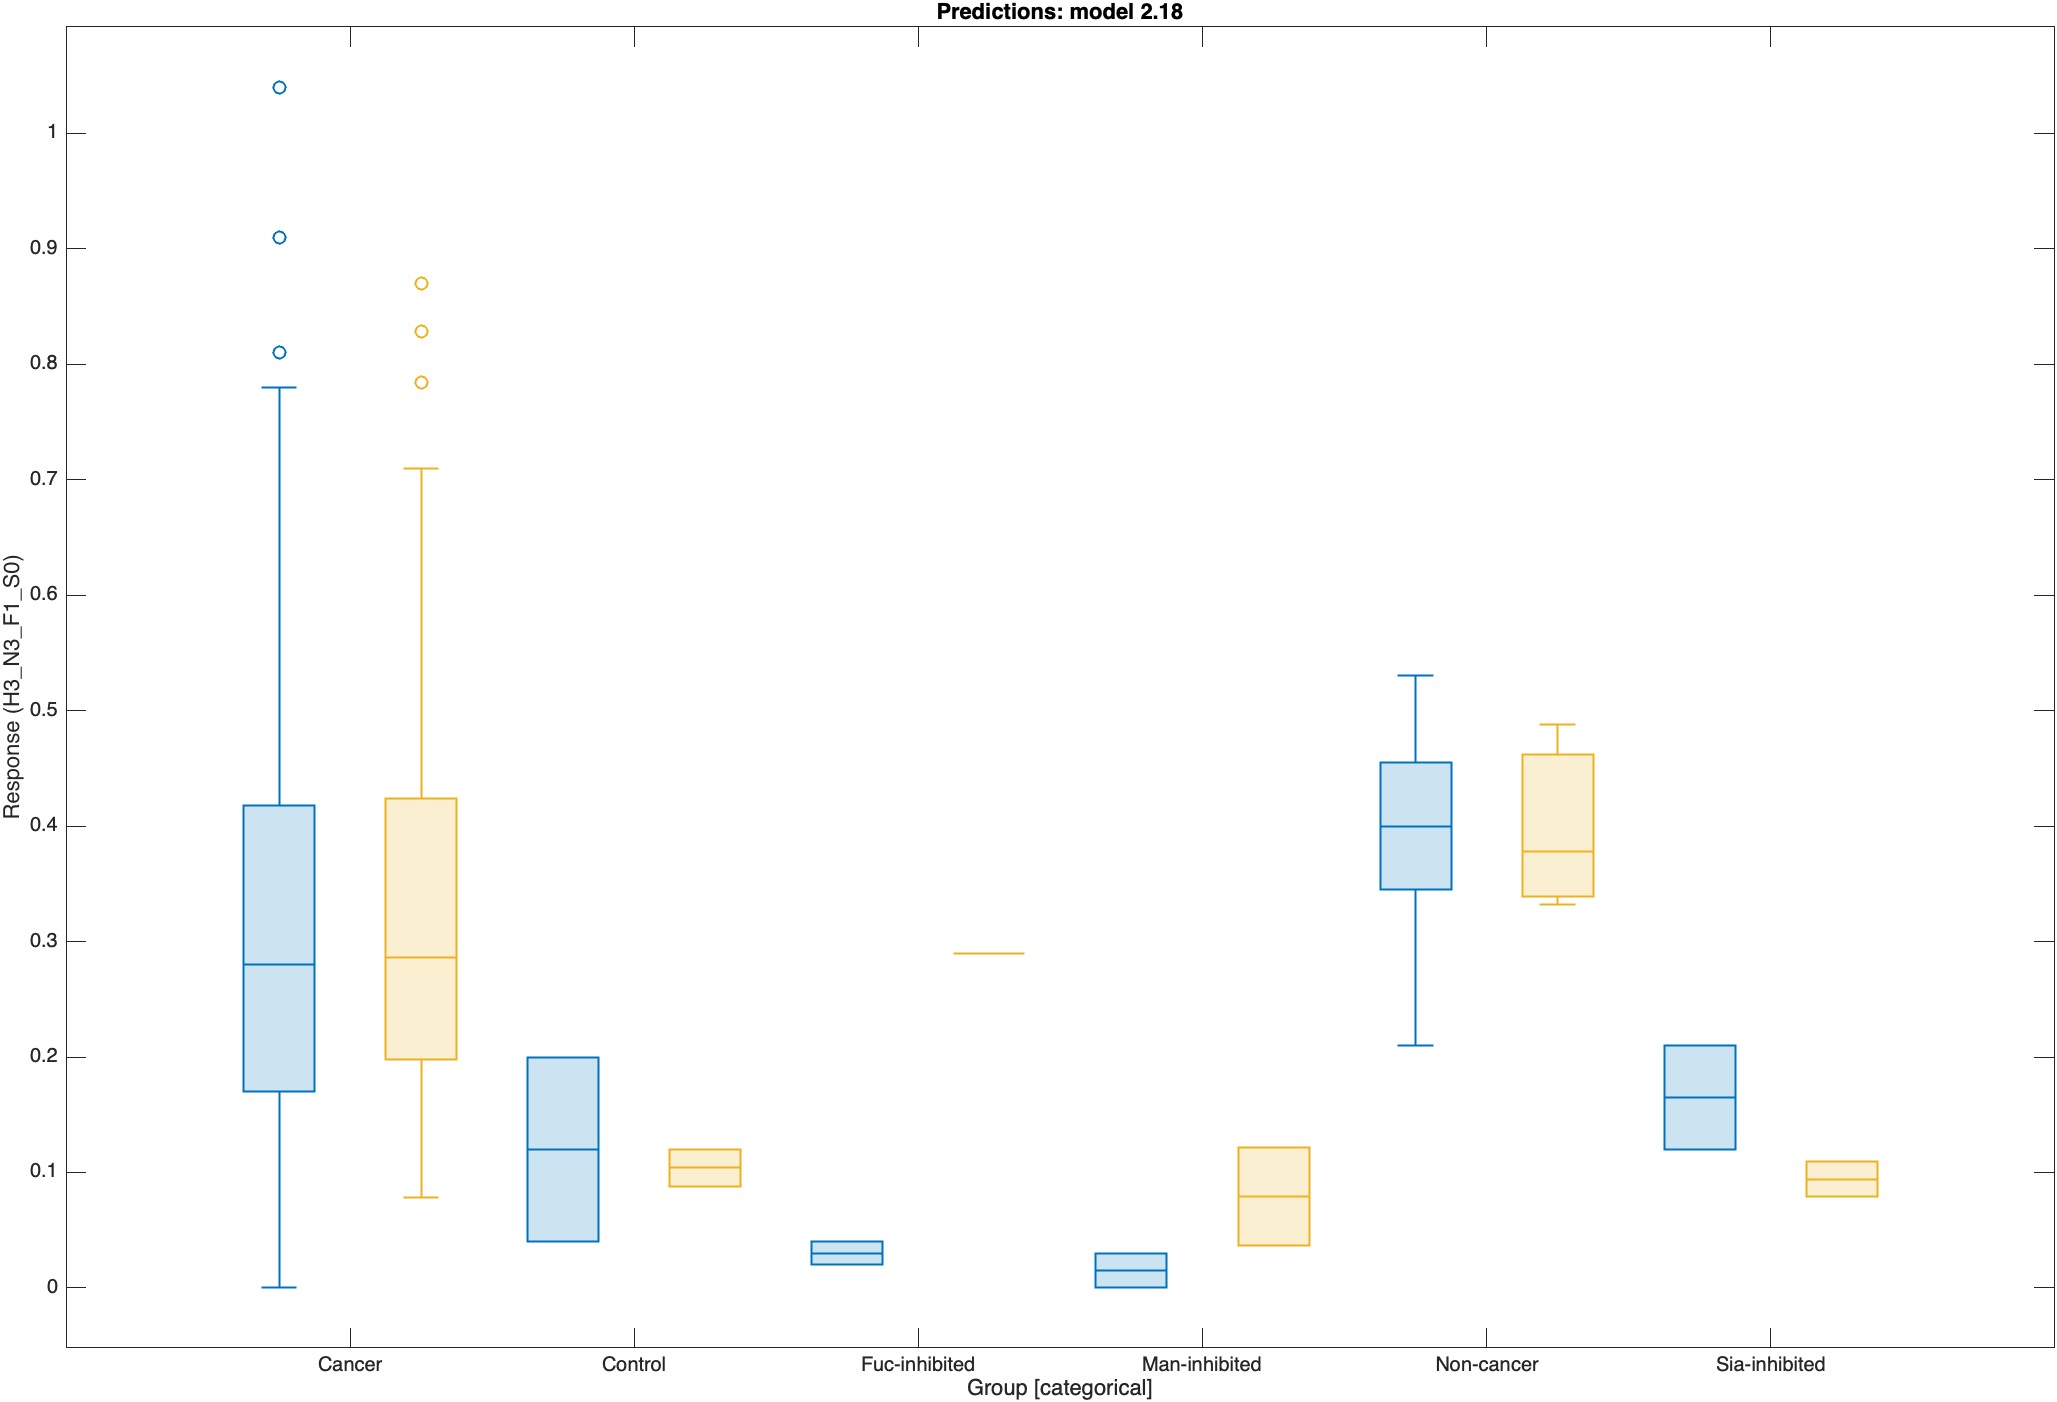 Predictions: model 2.18
Response (H3_N3_F1_S0)
1
0.9
0.8
0.7
0.6
0.5
0.4
0.3
0.2
0.1
0
Cancer Control Fuc-inhibited Man-inhibited Non-cancer Sia-inhibited
Group [categorical]